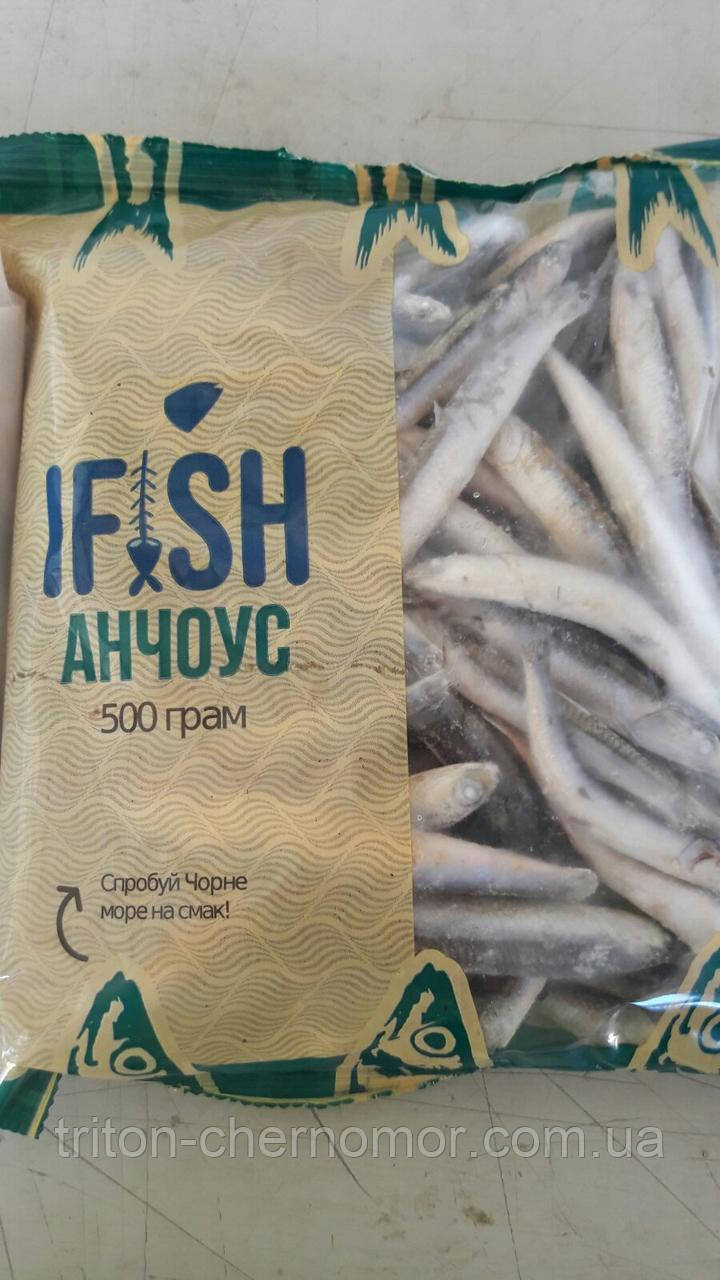 IFISH
АНЧОУС
500 грам
Спробуй Чорне
море на смак!
triton-chernomor.com.ua